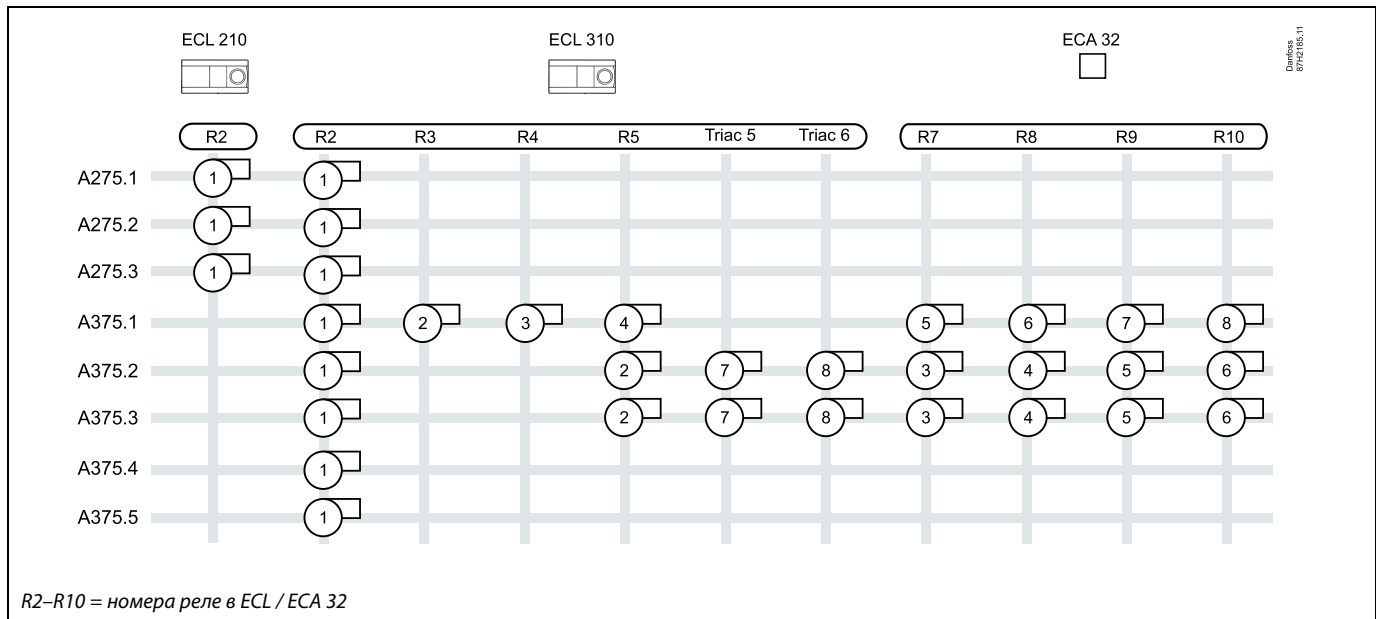 ECL 210 ECL 310 ECA 32
Danfoss
87H2185.11
R2 R2 R3 R4 R5 Triac 5 Triac 6 R7 R8 R9 R10
A275.1 1 1
A275.2 1 1
A275.3 1 1
A375.1 1 2 3 4 5 6 7 8
A375.2 1 2 7 8 3 4 5 6
A375.3 1 2 7 8 3 4 5 6
A375.4 1
A375.5 1
R2–R10 = номера реле в ECL / ECA 32